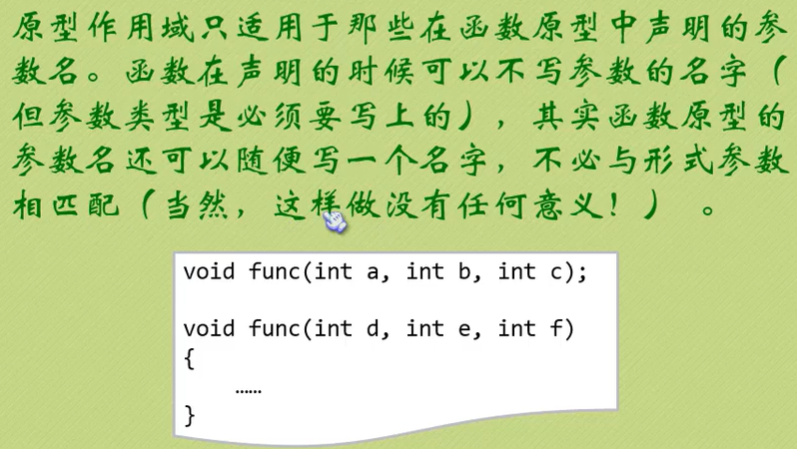 原型作用域只适用于那些在函数原型中声明的参
数名。函数在声明的时候可以不写参数的名字（
但参数类型是必须要写上的），其实函数原型的
参数名还可以随便写一个名字，不必与形式参数
相匹配（当然，这样做没有任何意义！）。
void func(int a, int b, int c);
void func(int d, int e, int f)
{
……
}